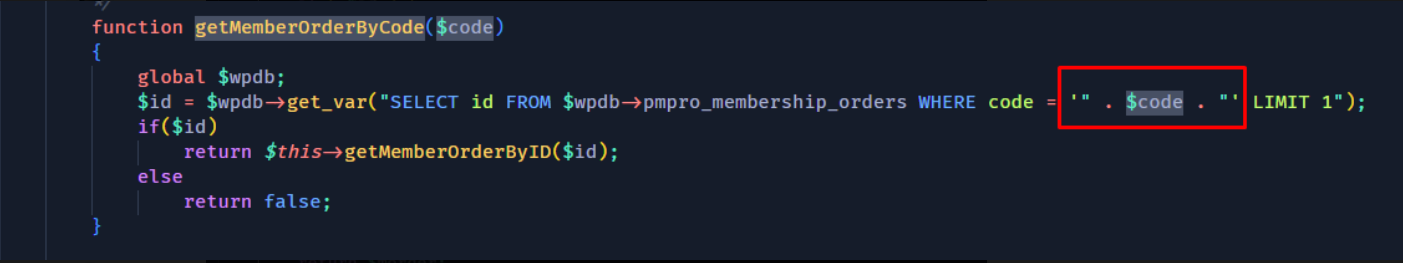 */
function getMemberOrderByCode($code)
{
global $wpdb;
$id = $wpdb->get_var("SELECT id FROM $wpdb->pmpro_membership_orders WHERE code = '" . $code . "' LIMIT 1");
if($id)
return $this->getMemberOrderByID($id);
else
return false;
}